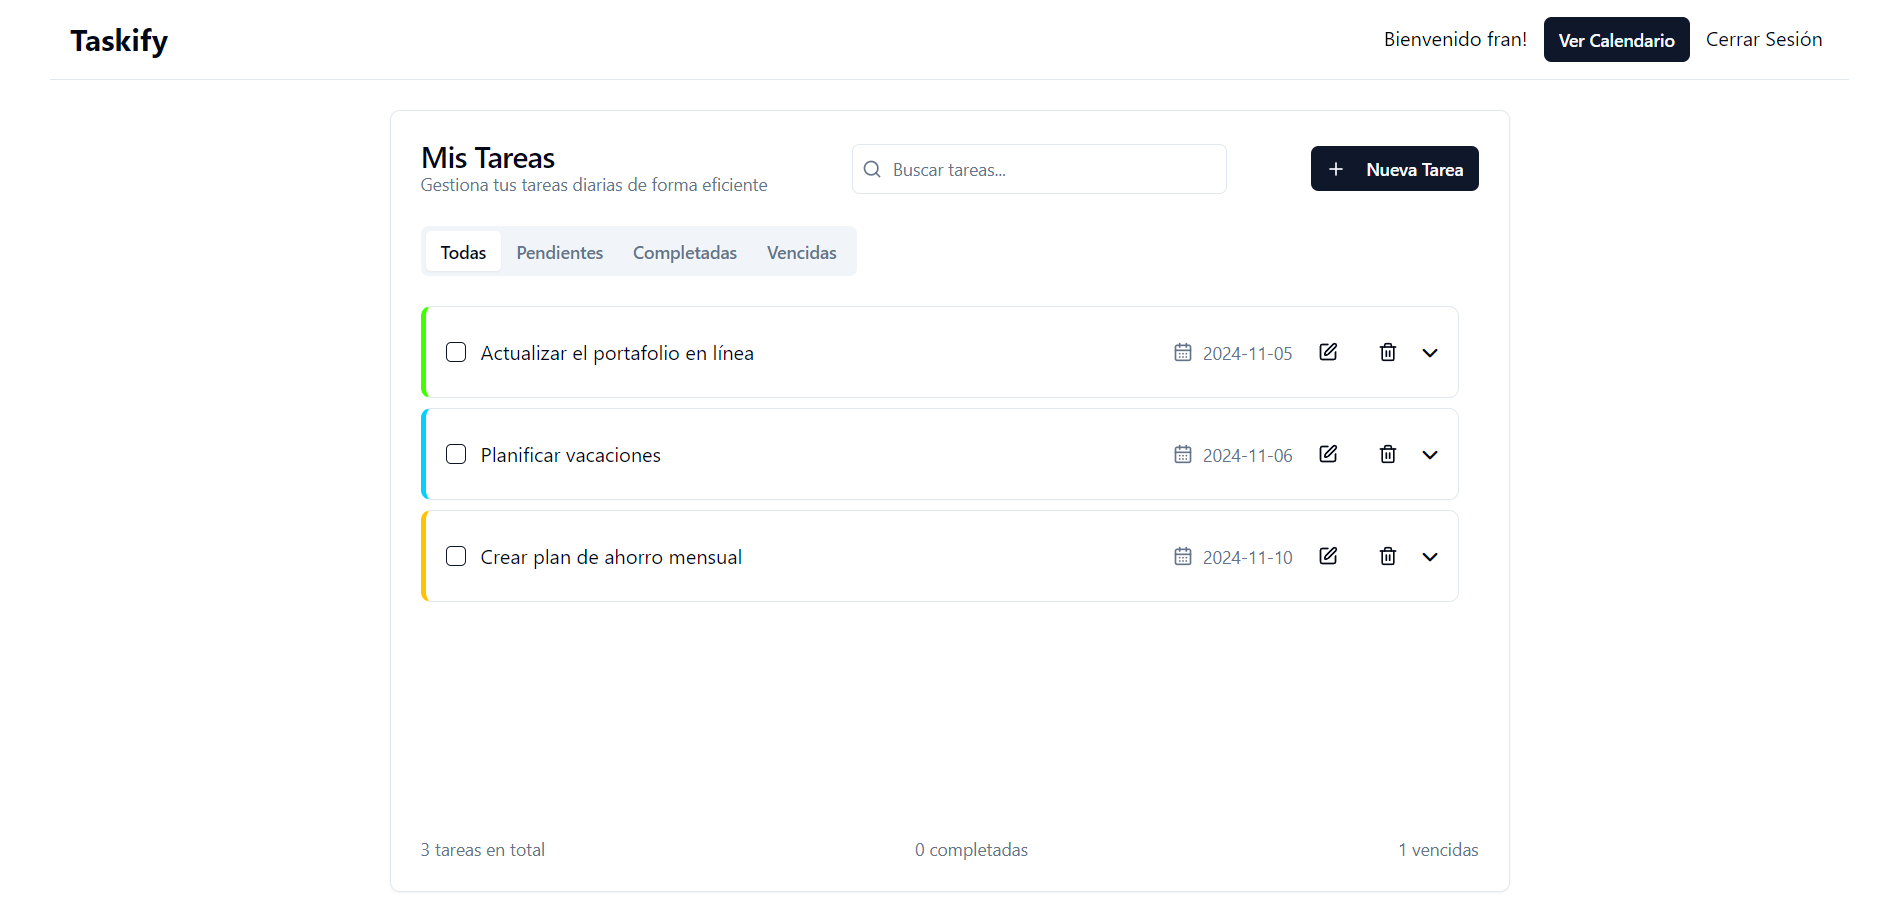 Taskify
Bienvenido fran!
Ver Calendario
Cerrar Sesión
Mis Tareas
Gestiona tus tareas diarias de forma eficiente
Buscar tareas...
Nueva Tarea
Todas
Pendientes
Completadas
Vencidas
Actualizar el portafolio en línea
2024-11-05
Planificar vacaciones
2024-11-06
Crear plan de ahorro mensual
2024-11-10
3 tareas en total
0 completadas
1 vencidas